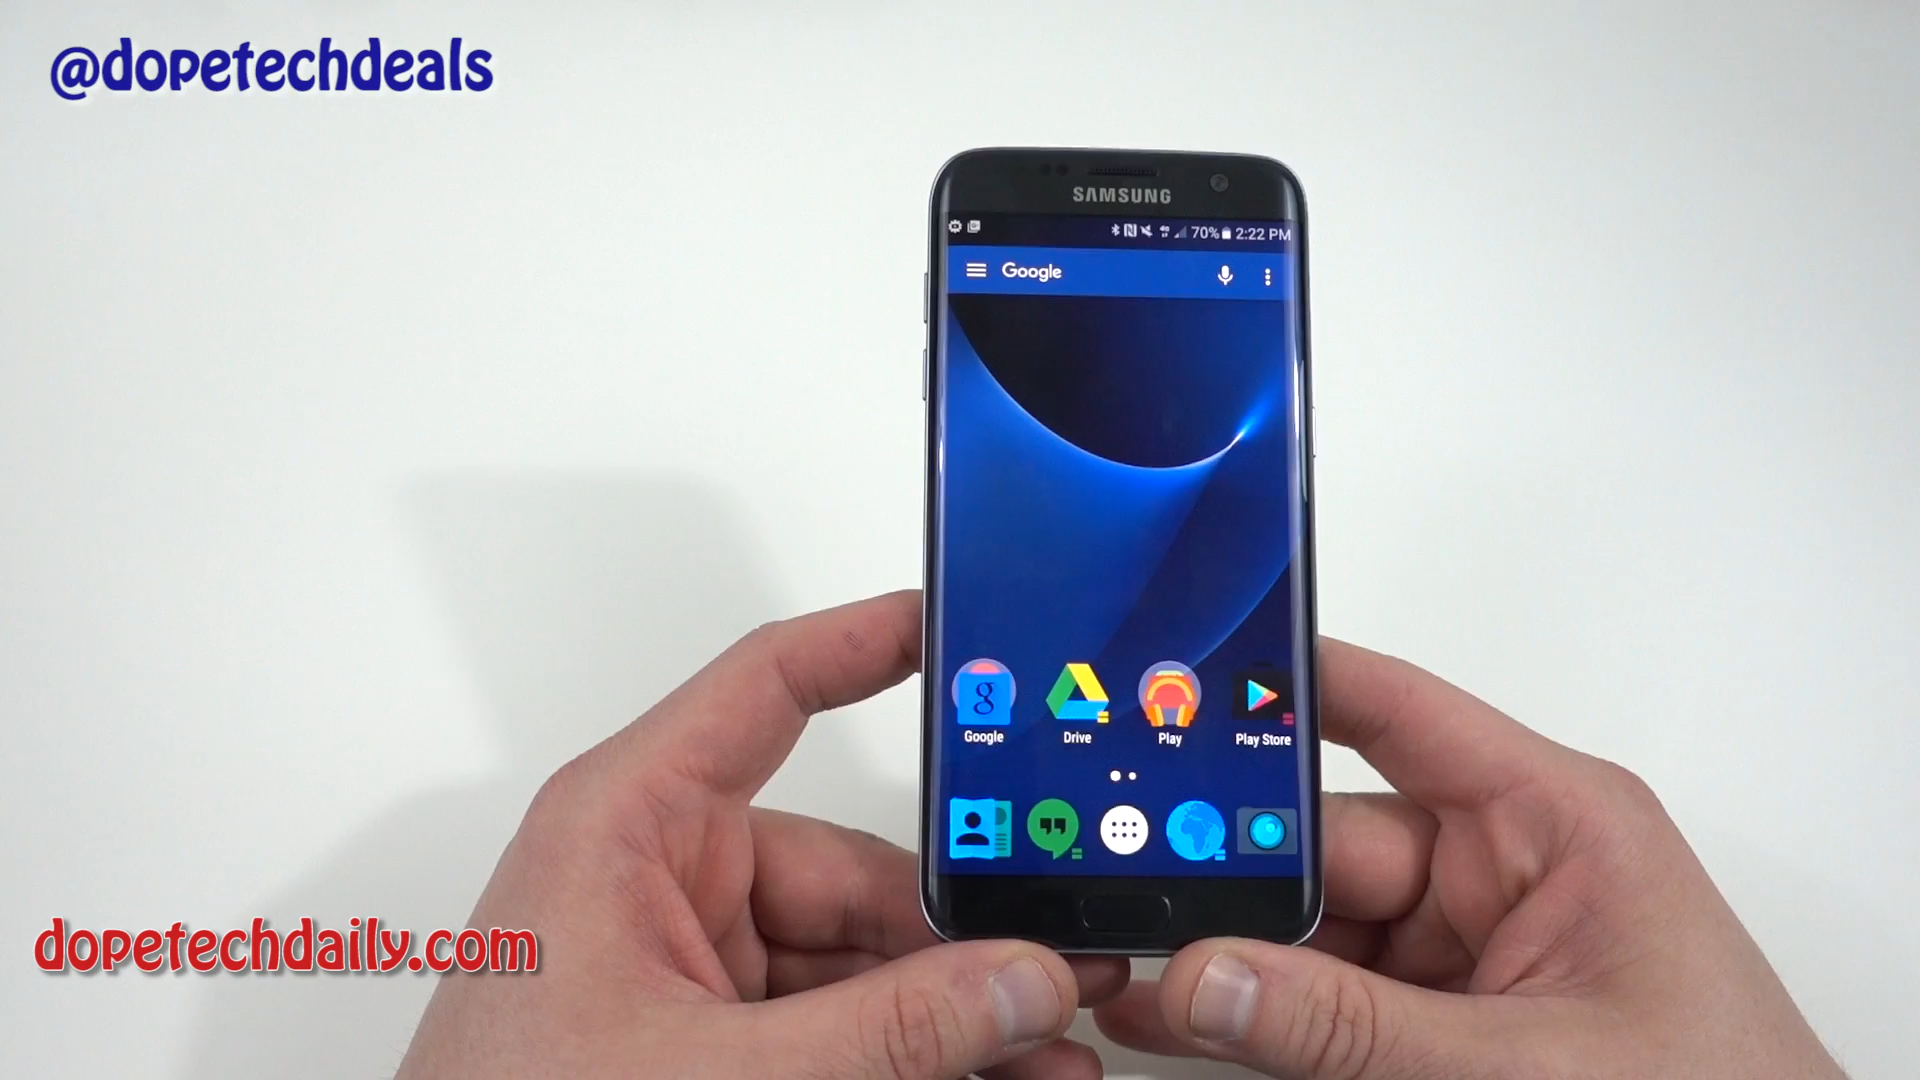 @dopetechdeals
SAMSUNG
70% 2:22 PM
Google
g
Google Drive Play Play Store
dopetechdaily.com